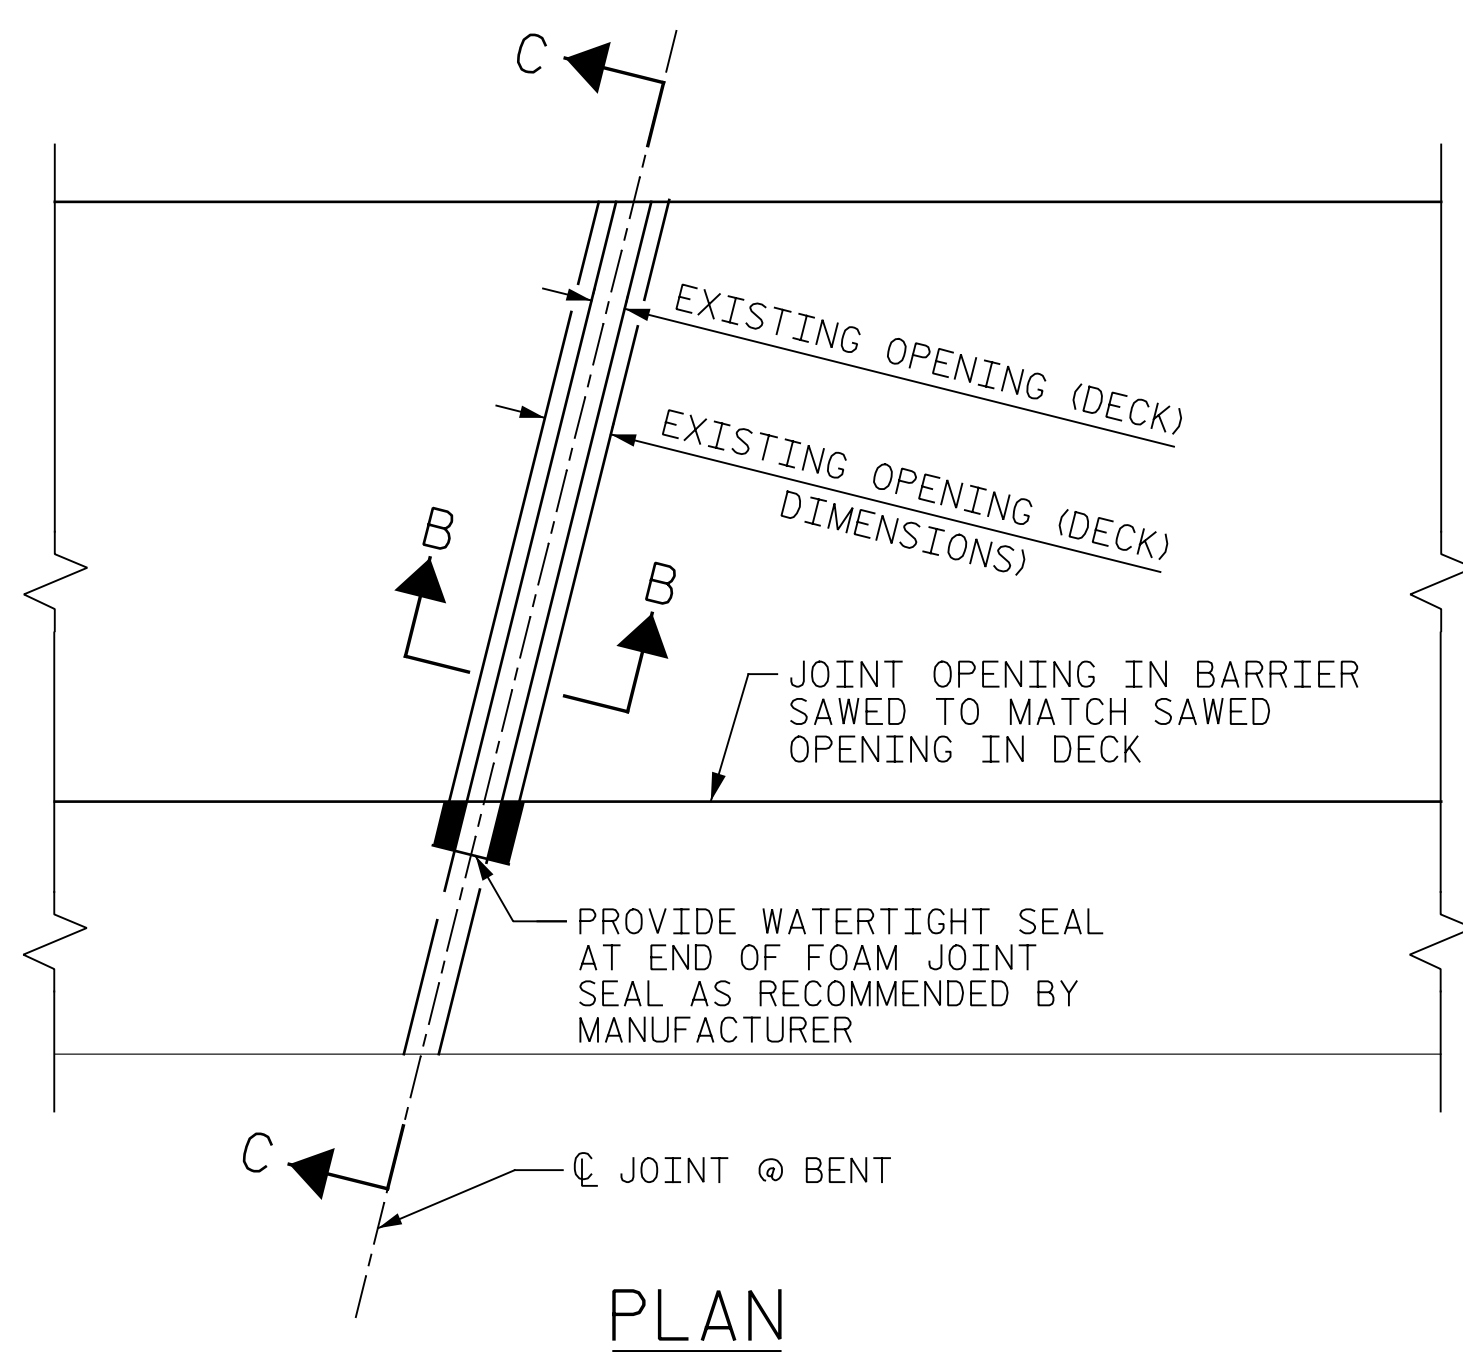 C
EXISTING OPENING (DECK)
EXISTING OPENING (DECK)
DIMENSIONS)
B
B
JOINT OPENING IN BARRIER
SAWED TO MATCH SAWED
OPENING IN DECK
PROVIDE WATERTIGHT SEAL
AT END OF FOAM JOINT
SEAL AS RECOMMENDED BY
MANUFACTURER
C
℄ JOINT @ BENT
PLAN